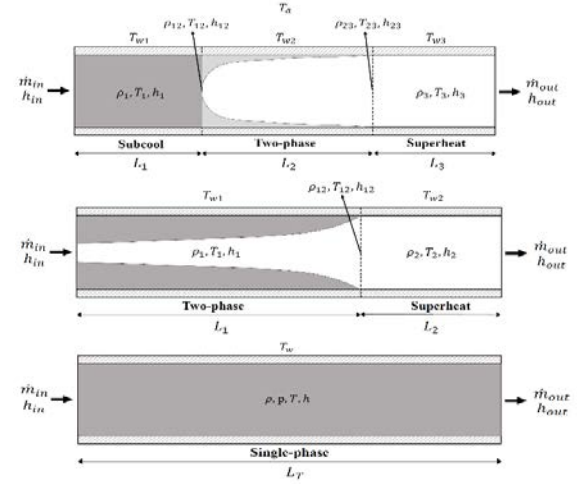 T_a
ρ_12, T_12, h_12
ρ_23, T_23, h_23
T_w1
T_w2
T_w3
ṁ_in
h_in
ρ_1, T_1, h_1
ρ_3, T_3, h_3
ṁ_out
h_out
Subcool
Two-phase
Superheat
L_1
L_2
L_3
ρ_12, T_12, h_12
T_w1
T_w2
ṁ_in
h_in
ρ_1, T_1, h_1
ρ_2, T_2, h_2
ṁ_out
h_out
Two-phase
Superheat
L_1
L_2
T_w
ṁ_in
h_in
ρ, p, T, h
ṁ_out
h_out
Single-phase
L_T